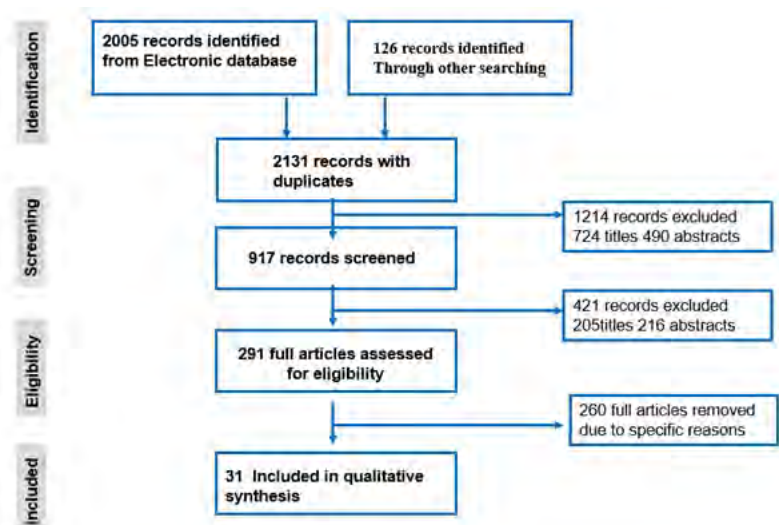 Identification
2005 records identified
from Electronic database
126 records identified
Through other searching
2131 records with
duplicates
Screening
1214 records excluded
724 titles 490 abstracts
917 records screened
421 records excluded
205titles 216 abstracts
Eligibility
291 full articles assessed
for eligibility
260 full articles removed
due to specific reasons
Included
31 Included in qualitative
synthesis